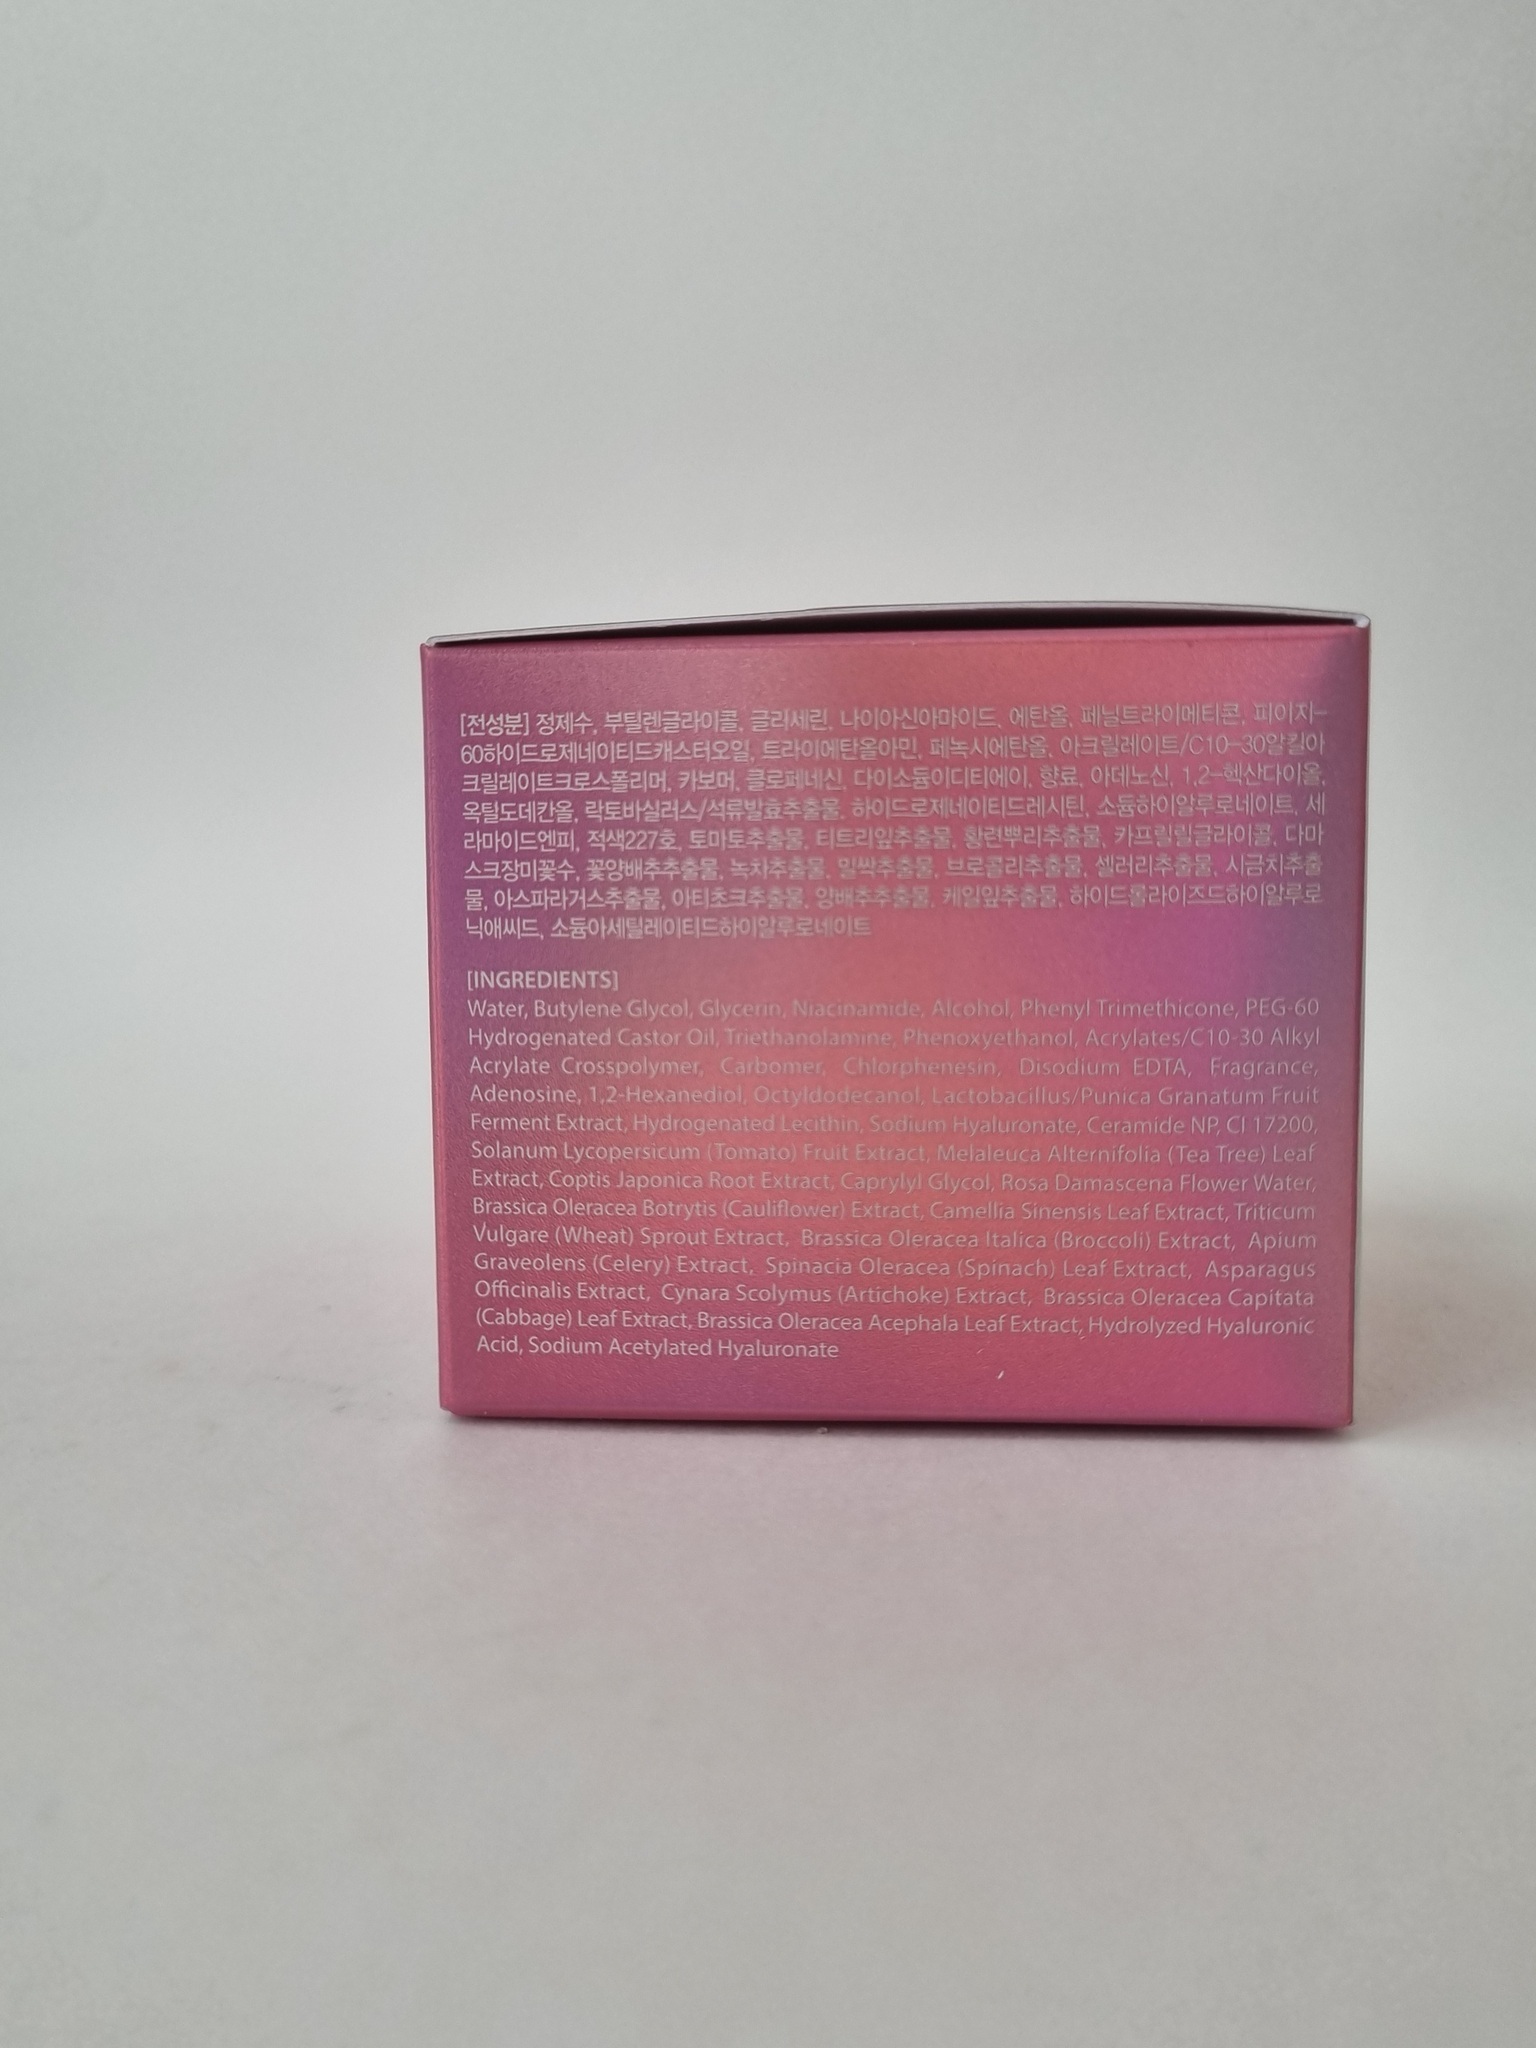 [전성분] 정제수, 부틸렌글라이콜, 글리세린, 나이아신아마이드, 에탄올, 페닐트라이메티콘, 피이지-
60하이드로제네이티드캐스터오일, 트라이에탄올아민, 페녹시에탄올, 아크릴레이트/C10-30알킬아
크릴레이트크로스폴리머, 카보머, 클로페네신, 다이소듐이디티에이, 향료, 아데노신, 1,2-헥산다이올,
옥틸도데칸올, 락토바실러스/석류발효추출물, 하이드로제네이티드레시틴, 소듐하이알루로네이트, 세
라마이드엔피, 적색227호, 토마토추출물, 티트리잎추출물, 황련뿌리추출물, 카프릴릴글라이콜, 다마
스크장미꽃수, 꽃양배추추출물, 녹차추출물, 밀싹추출물, 브로콜리추출물, 셀러리추출물, 시금치추출
물, 아스파라거스추출물, 아티초크추출물, 양배추추출물, 케일잎추출물, 하이드롤라이즈드하이알루로
닉애씨드, 소듐아세틸레이티드하이알루로네이트
[INGREDIENTS]
Water, Butylene Glycol, Glycerin, Niacinamide, Alcohol, Phenyl Trimethicone, PEG-60
Hydrogenated Castor Oil, Triethanolamine, Phenoxyethanol, Acrylates/C10-30 Alkyl
Acrylate Crosspolymer, Carbomer, Chlorphenesin, Disodium EDTA, Fragrance,
Adenosine, 1,2-Hexanediol, Octyldodecanol, Lactobacillus/Punica Granatum Fruit
Ferment Extract, Hydrogenated Lecithin, Sodium Hyaluronate, Ceramide NP, CI 17200,
Solanum Lycopersicum (Tomato) Fruit Extract, Melaleuca Alternifolia (Tea Tree) Leaf
Extract, Coptis Japonica Root Extract, Caprylyl Glycol, Rosa Damascena Flower Water,
Brassica Oleracea Botrytis (Cauliflower) Extract, Camellia Sinensis Leaf Extract, Triticum
Vulgare (Wheat) Sprout Extract, Brassica Oleracea Italica (Broccoli) Extract, Apium
Graveolens (Celery) Extract, Spinacia Oleracea (Spinach) Leaf Extract, Asparagus
Officinalis Extract, Cynara Scolymus (Artichoke) Extract, Brassica Oleracea Capitata
(Cabbage) Leaf Extract, Brassica Oleracea Acephala Leaf Extract, Hydrolyzed Hyaluronic
Acid, Sodium Acetylated Hyaluronate